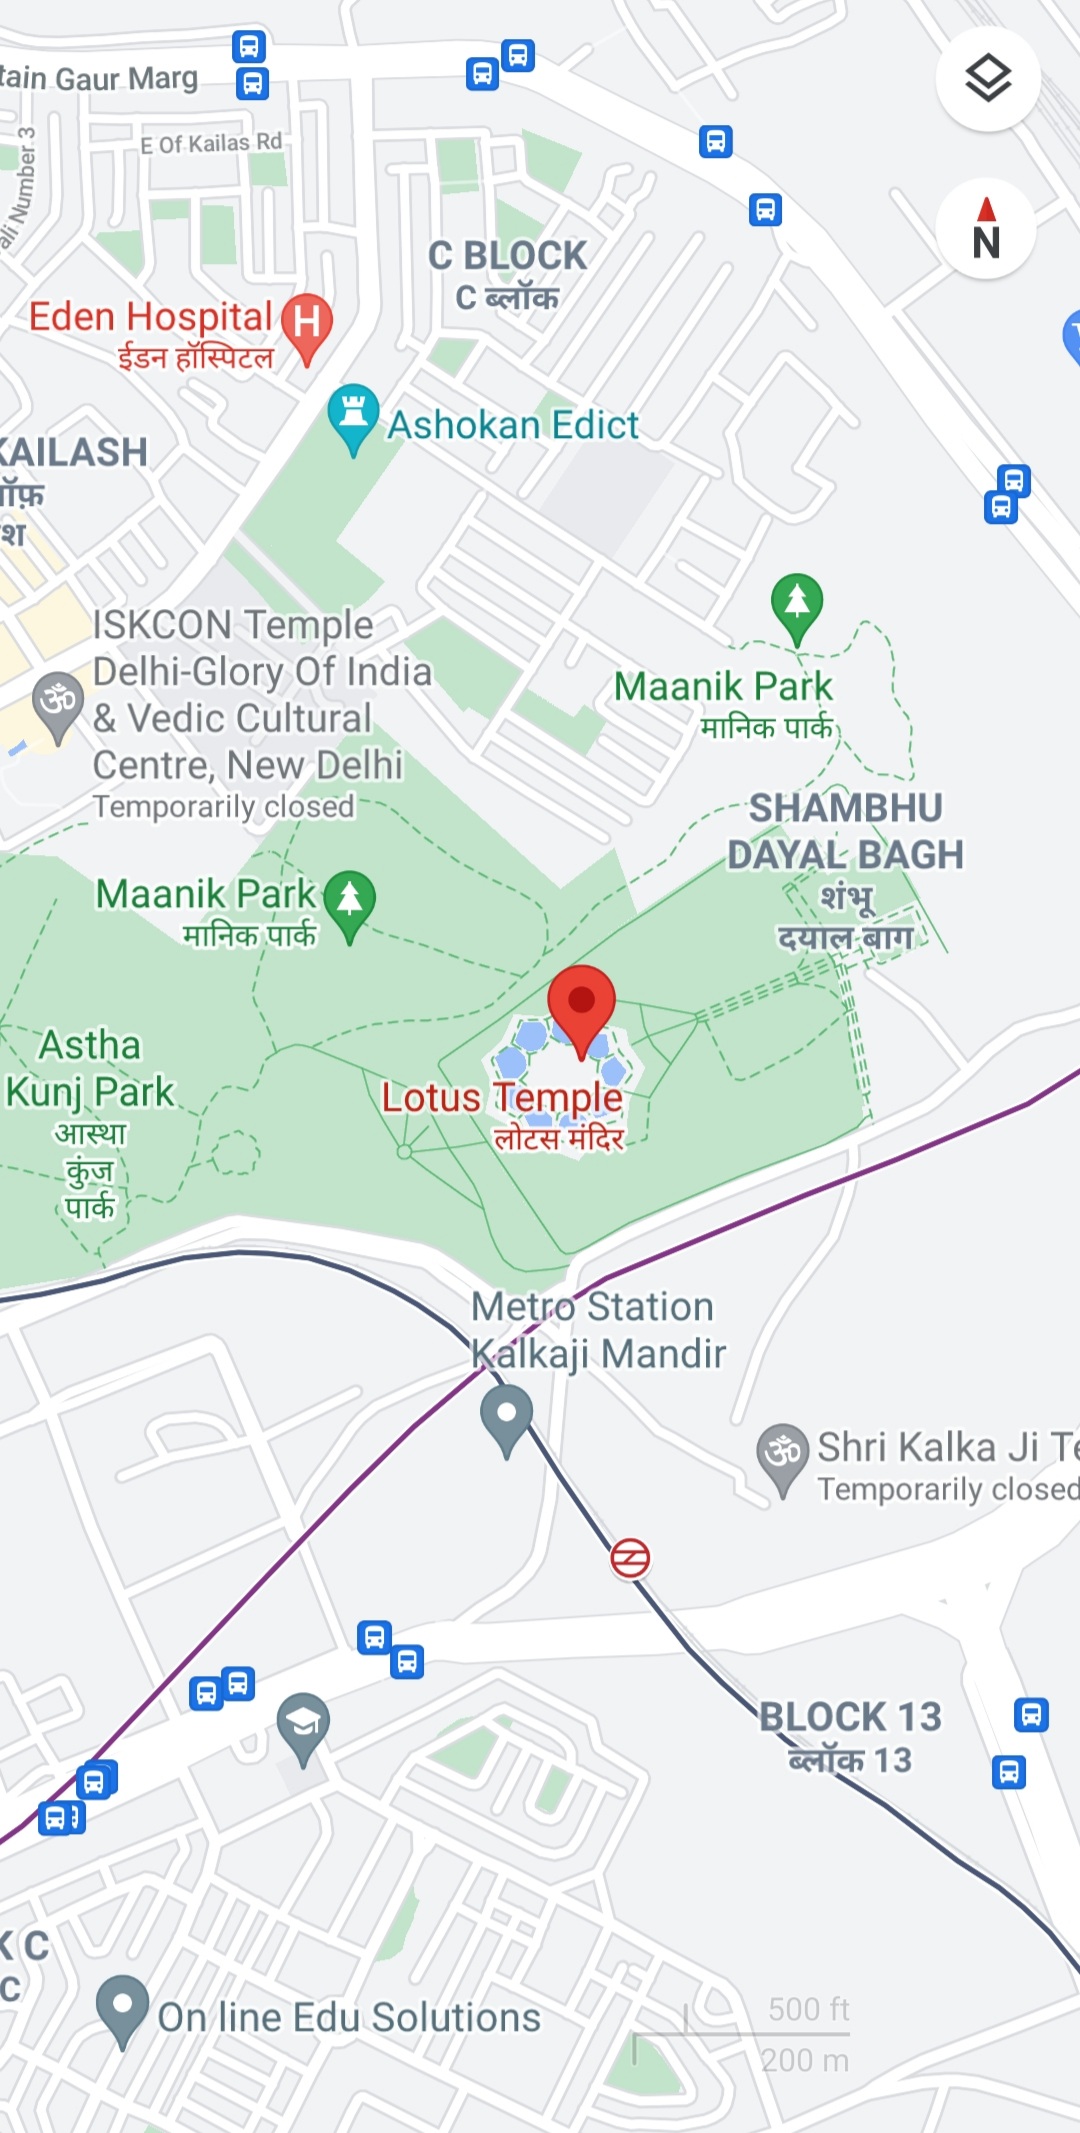 tain Gaur Marg
E Of Kailas Rd
ali Number 3
N
C BLOCK
C ब्लॉक
Eden Hospital
H
ईडन हॉस्पिटल
Ashokan Edict
KAILASH
ऑफ़
श
ISKCON Temple
Delhi-Glory Of India
& Vedic Cultural
Centre, New Delhi
Temporarily closed
ॐ
Maanik Park
मानिक पार्क
SHAMBHU
DAYAL BAGH
शंभू
दयाल बाग
Maanik Park
मानिक पार्क
Astha
Kunj Park
आस्था
कुंज
पार्क
Lotus Temple
लोटस मंदिर
Metro Station
Kalkaji Mandir
ॐ
Shri Kalka Ji Te
Temporarily closed
BLOCK 13
ब्लॉक 13
K C
C
On line Edu Solutions
500 ft
200 m